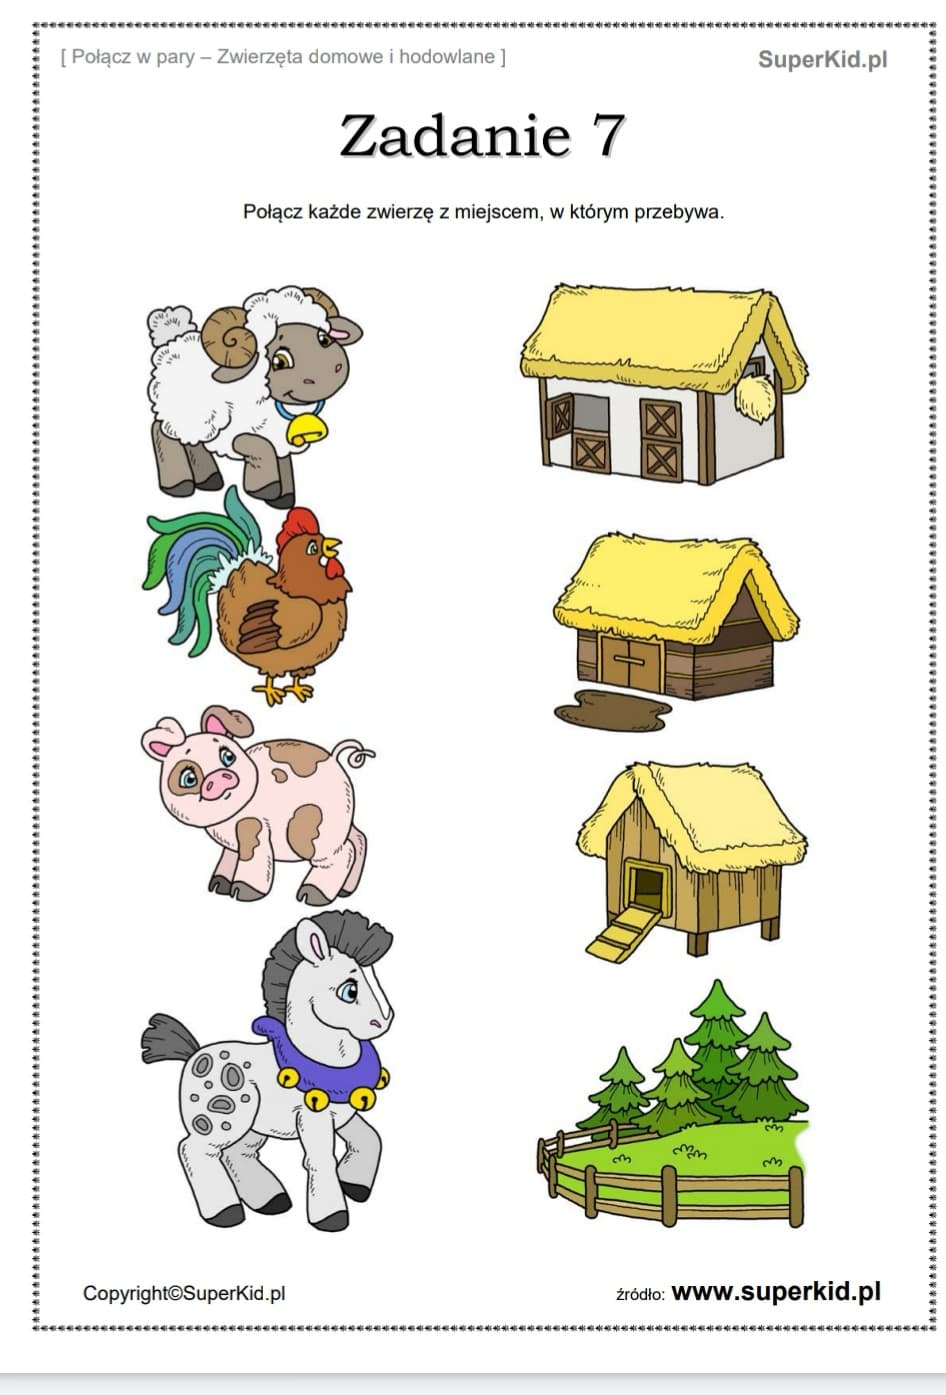 [ Połącz w pary – Zwierzęta domowe i hodowlane ]
SuperKid.pl
Zadanie 7
Połącz każde zwierzę z miejscem, w którym przebywa.
Copyright©SuperKid.pl
źródło: www.superkid.pl